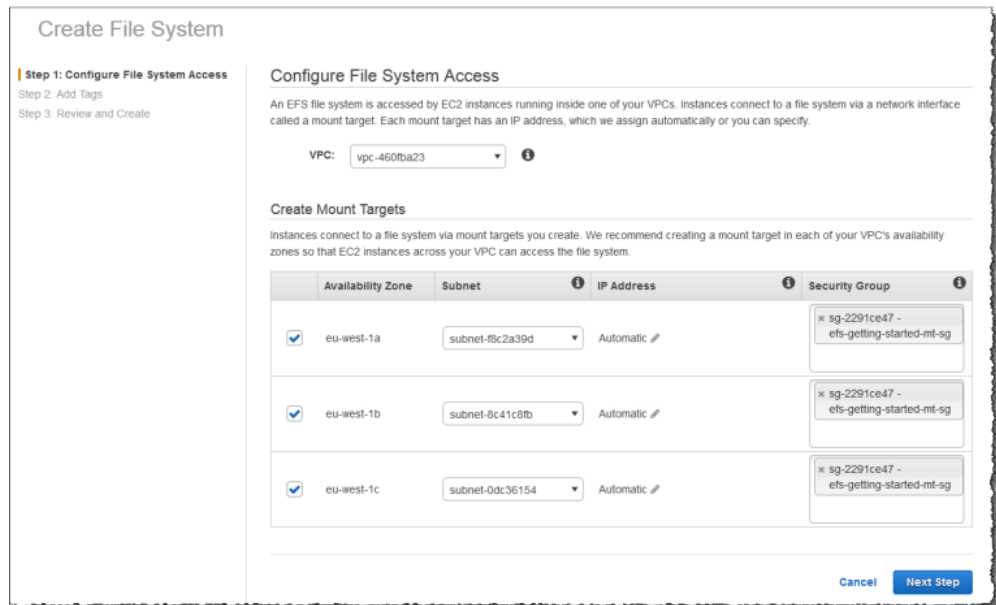 Create File System
Step 1: Configure File System Access
Step 2: Add Tags
Step 3: Review and Create
Configure File System Access
An EFS file system is accessed by EC2 instances running inside one of your VPCs. Instances connect to a file system via a network interface
called a mount target. Each mount target has an IP address, which we assign automatically or you can specify.
VPC: vpc-460fba23
Create Mount Targets
Instances connect to a file system via mount targets you create. We recommend creating a mount target in each of your VPC's availability
zones so that EC2 instances across your VPC can access the file system.
Availability Zone Subnet IP Address Security Group
eu-west-1a subnet-f8c2a39d Automatic sg-2291ce47 -
efs-getting-started-mt-sg
eu-west-1b subnet-8c41c8fb Automatic sg-2291ce47 -
efs-getting-started-mt-sg
eu-west-1c subnet-0dc36154 Automatic sg-2291ce47 -
efs-getting-started-mt-sg
Cancel Next Step